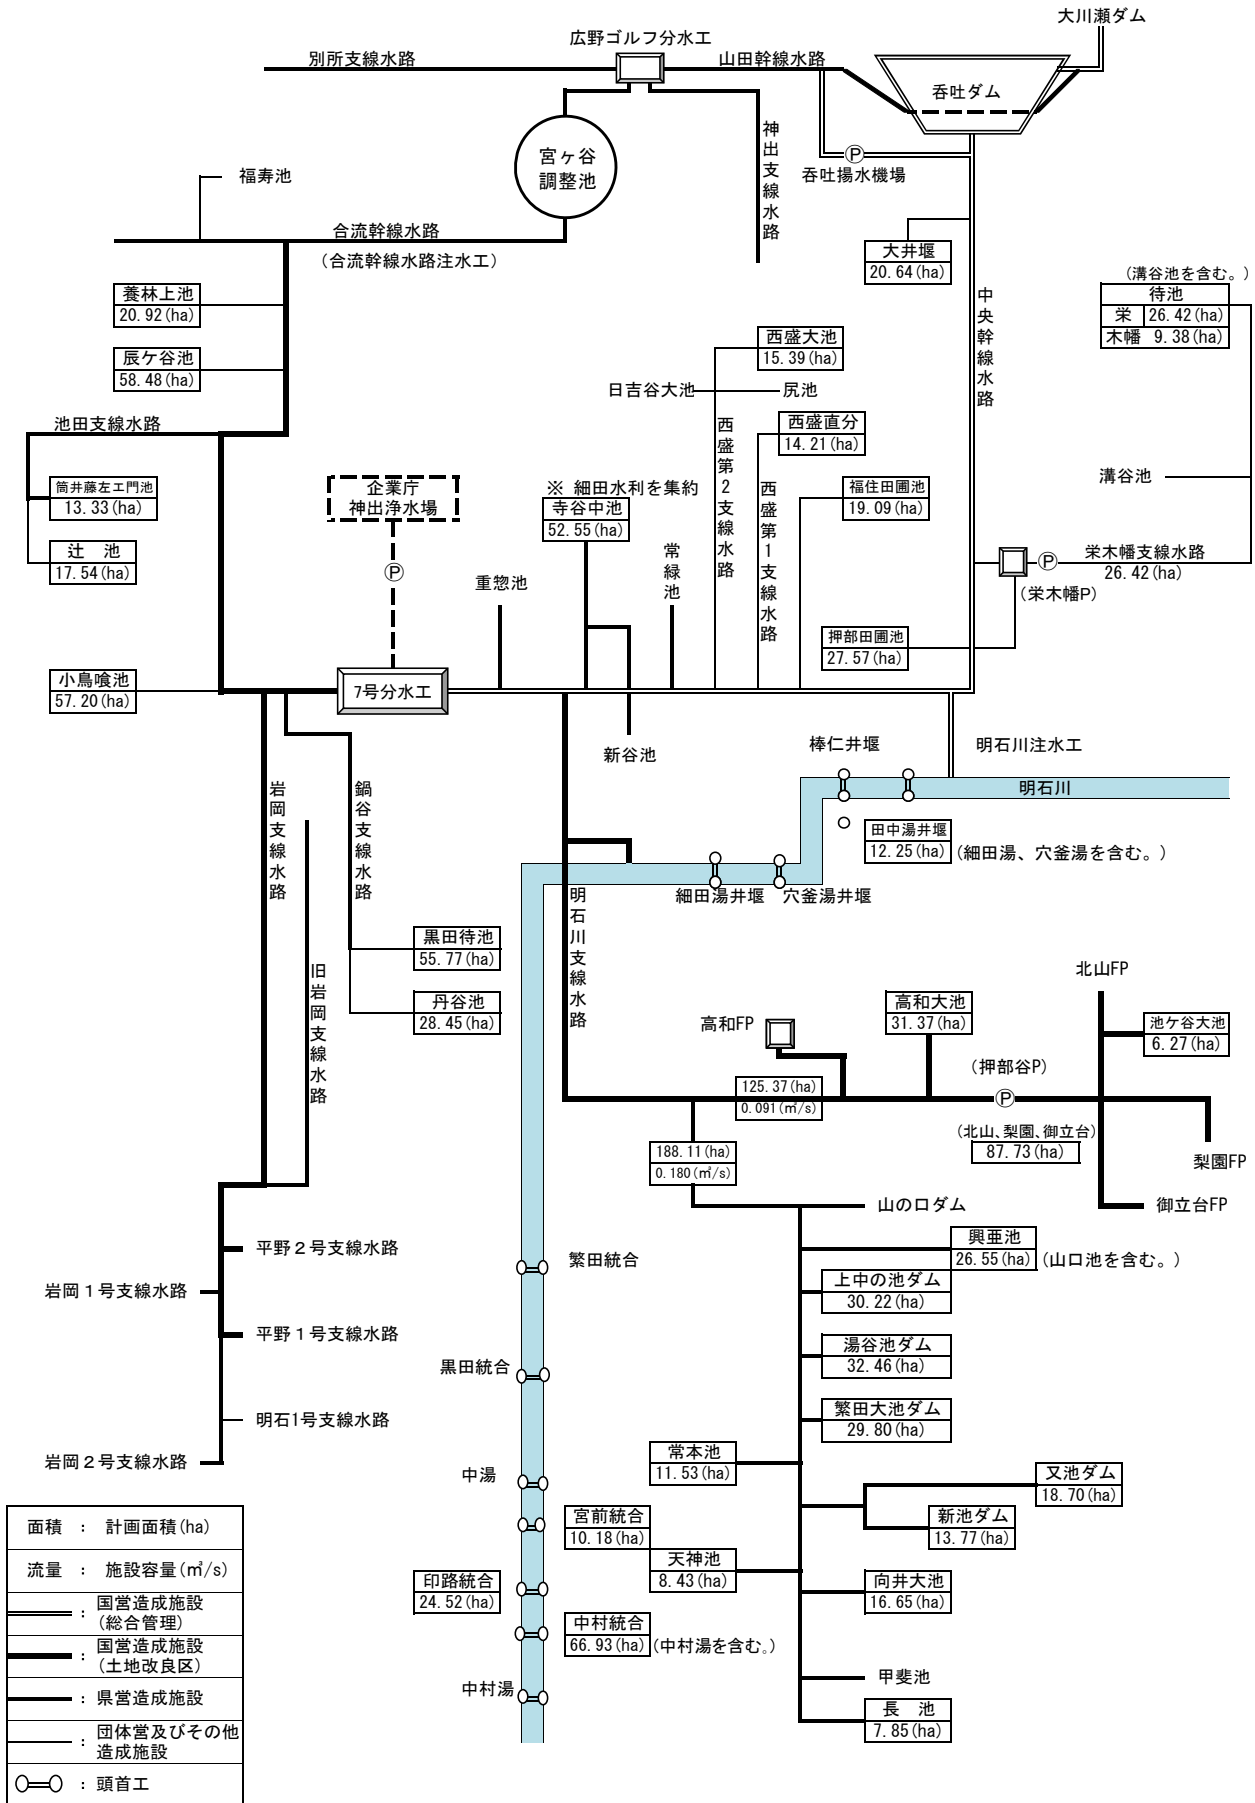 大川瀬ダム
広野ゴルフ分水工
別所支線水路
山田幹線水路
呑吐ダム
神出支線水路
宮ヶ谷
調整池
呑吐揚水機場
P
福寿池
合流幹線水路
(合流幹線水路注水工)
大井堰
20.64(ha)
中央幹線水路
(溝谷池を含む。)
待池
栄 26.42(ha)
木幡 9.38(ha)
養林上池
20.92(ha)
辰ケ谷池
58.48(ha)
西盛大池
15.39(ha)
日吉谷大池
尻池
池田支線水路
西盛第2支線水路
西盛直分
14.21(ha)
筒井藤左エ門池
13.33(ha)
企業庁
神出浄水場
※ 細田水利を集約
寺谷中池
52.55(ha)
西盛第1支線水路
福住田圃池
19.09(ha)
溝谷池
辻 池
17.54(ha)
P
重惣池
常緑池
P
栄木幡支線水路
26.42(ha)
(栄木幡P)
押部田圃池
27.57(ha)
小鳥喰池
57.20(ha)
7号分水工
新谷池
棒仁井堰
明石川注水工
明石川
岩岡支線水路
鍋谷支線水路
田中湯井堰
12.25(ha)
(細田湯、穴釜湯を含む。)
細田湯井堰
穴釜湯井堰
明石川支線水路
黒田待池
55.77(ha)
旧岩岡支線水路
丹谷池
28.45(ha)
北山FP
高和FP
高和大池
31.37(ha)
池ケ谷大池
6.27(ha)
(押部谷P)
125.37(ha)
0.091(㎥/s)
P
(北山、梨園、御立台)
87.73(ha)
188.11(ha)
0.180(㎥/s)
梨園FP
山の口ダム
御立台FP
平野2号支線水路
繁田統合
興亜池
26.55(ha)
(山口池を含む。)
岩岡1号支線水路
上中の池ダム
30.22(ha)
平野1号支線水路
湯谷池ダム
32.46(ha)
黒田統合
繁田大池ダム
29.80(ha)
明石1号支線水路
常本池
11.53(ha)
岩岡2号支線水路
中湯
又池ダム
18.70(ha)
宮前統合
10.18(ha)
新池ダム
13.77(ha)
天神池
8.43(ha)
印路統合
24.52(ha)
向井大池
16.65(ha)
中村統合
66.93(ha)
(中村湯を含む。)
中村湯
甲斐池
長 池
7.85(ha)
面積 : 計画面積(ha)
流量 : 施設容量(㎥/s)
: 国営造成施設
(総合管理)
: 国営造成施設
(土地改良区)
: 県営造成施設
: 団体営及びその他
造成施設
: 頭首工